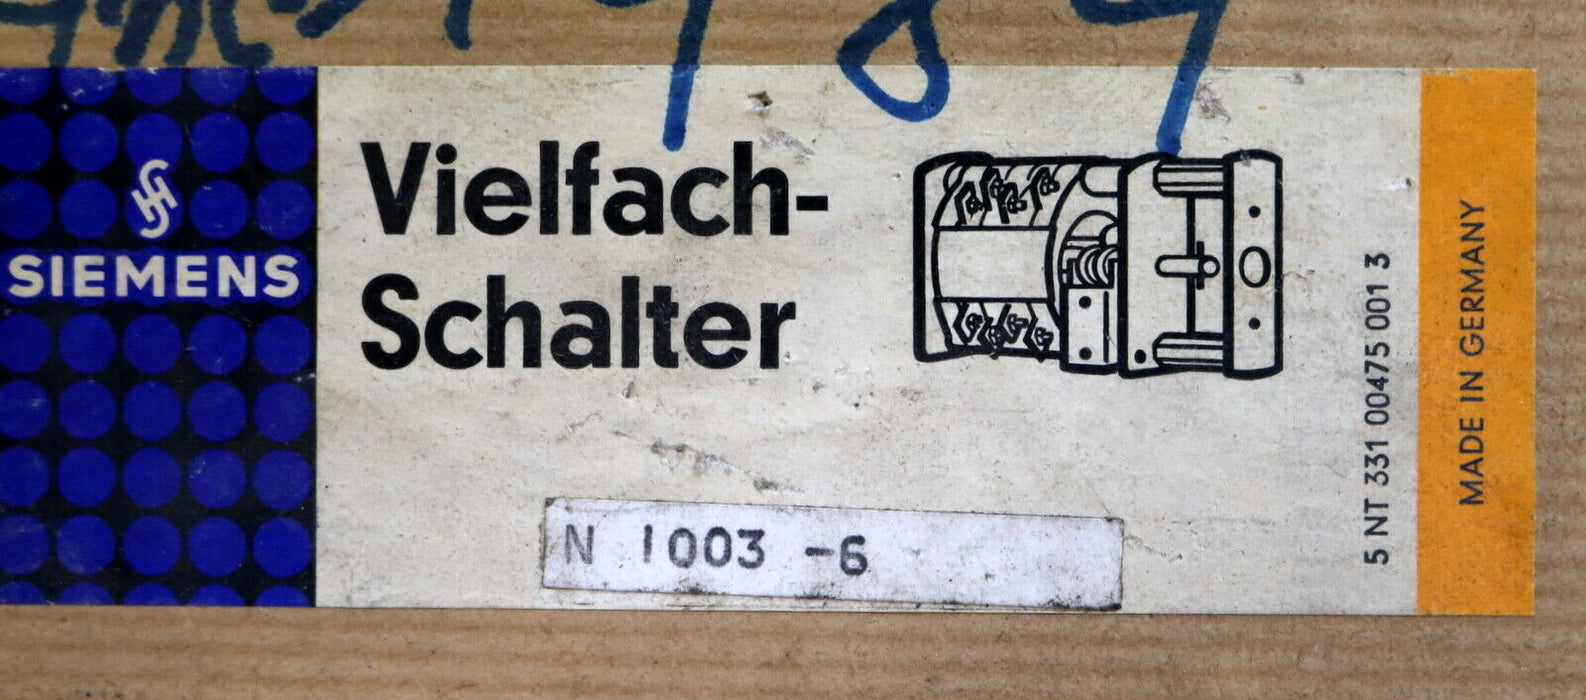 SIEMENS
Vielfach-
Schalter
N 1003 -6
5 NT 331 00475 001 3
MADE IN GERMANY